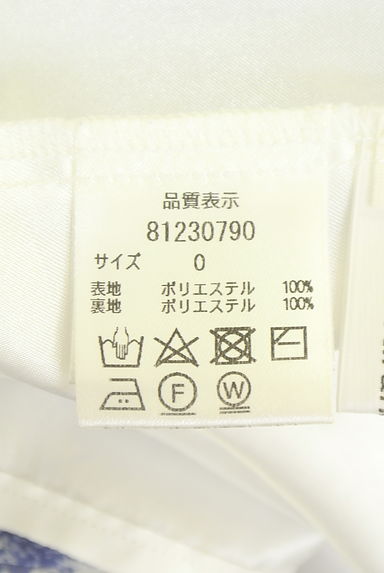 品質表示
81230790
サイズ 0
表地 ポリエステル 100%
裏地 ポリエステル 100%
F W